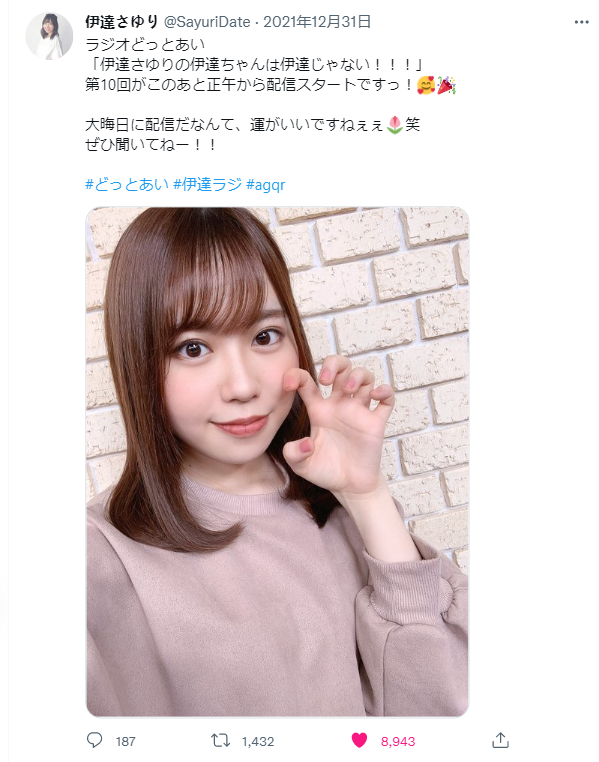 伊達さゆり @SayuriDate · 2021年12月31日
ラジオどっとあい
「伊達さゆりの伊達ちゃんは伊達じゃない！！！」
第10回がこのあと正午から配信スタートですっ！🥰🎉
大晦日に配信だなんて、運がいいですねぇぇ🌷笑
ぜひ聞いてねー！！
#どっとあい #伊達ラジ #agqr
187 1,432 8,943